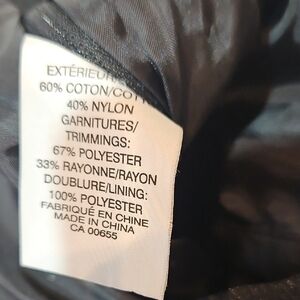 EXTÉRIEUR
60% COTON/COTT
40% NYLON
GARNITURES/
TRIMMINGS:
67% POLYESTER
33% RAYONNE/RAYON
DOUBLURE/LINING:
100% POLYESTER
FABRIQUÉ EN CHINE
MADE IN CHINA
CA 00655